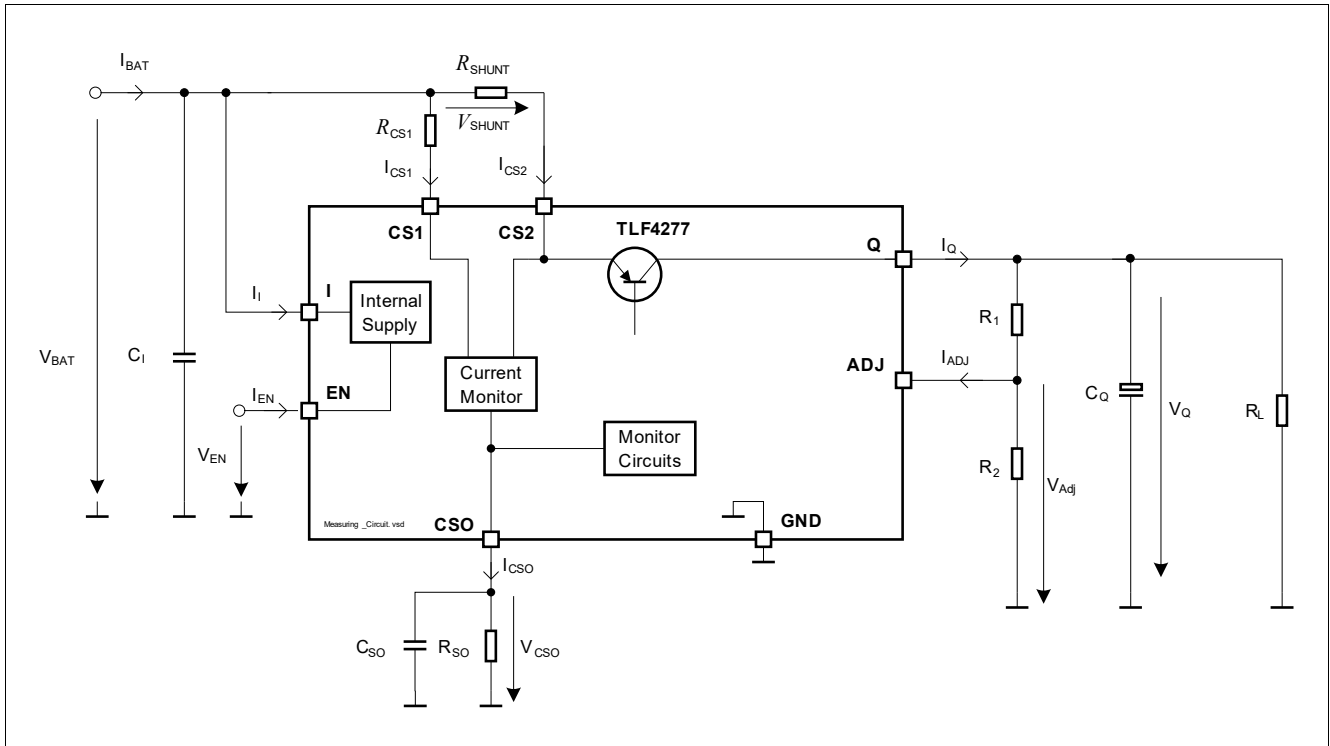 I_BAT
R_SHUNT
V_SHUNT
R_CS1
I_CS1
I_CS2
CS1
CS2
TLF4277
Q
I_Q
I_I
I
Internal
Supply
R_1
V_BAT
C_I
Current
Monitor
ADJ
I_ADJ
I_EN
EN
C_Q
V_Q
R_L
V_EN
Monitor
Circuits
R_2
V_Adj
Measuring _Circuit.vsd
CSO
GND
I_CSO
C_SO
R_SO
V_CSO